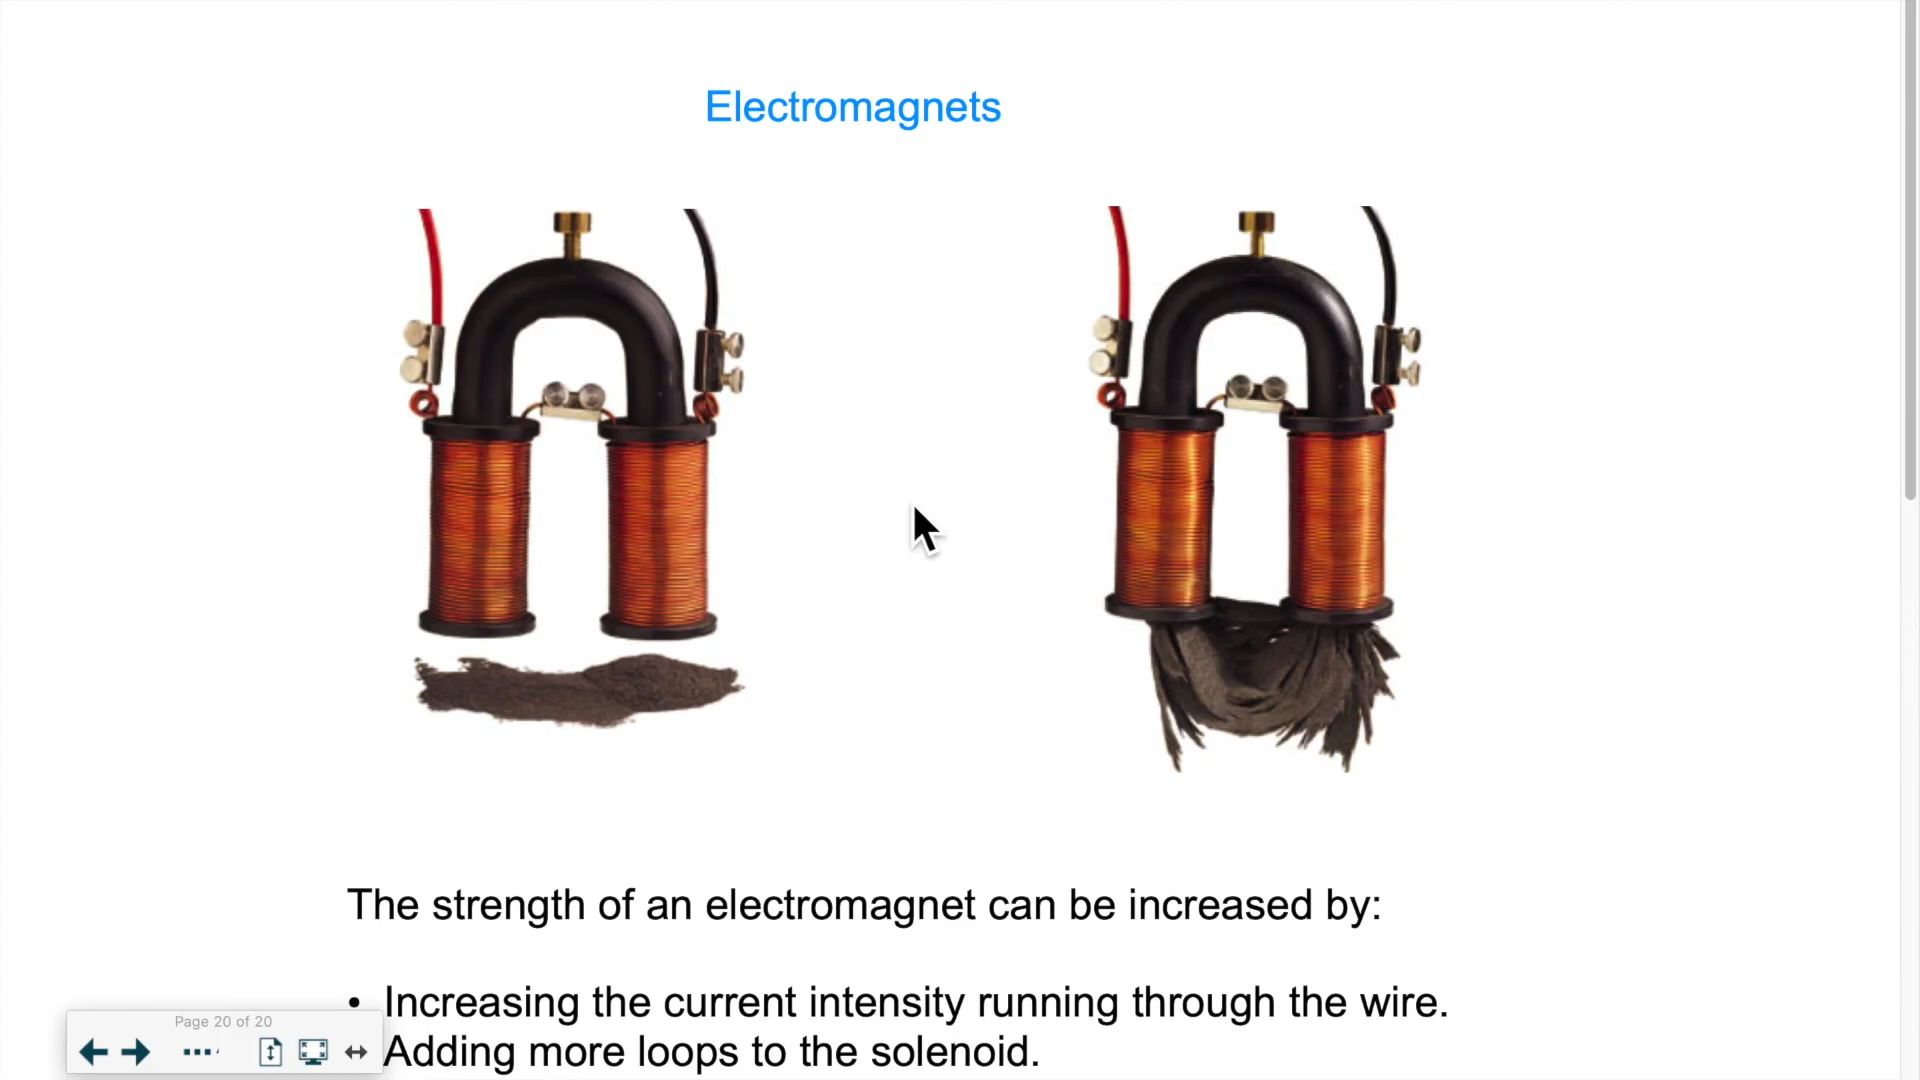 Electromagnets
The strength of an electromagnet can be increased by:
• Increasing the current intensity running through the wire.
Adding more loops to the solenoid.
Page 20 of 20